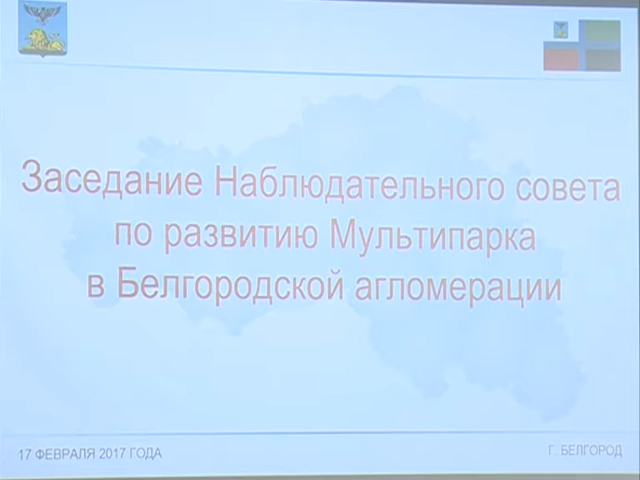 Заседание Наблюдательного совета
по развитию Мультипарка
в Белгородской агломерации
17 ФЕВРАЛЯ 2017 ГОДА
Г. БЕЛГОРОД